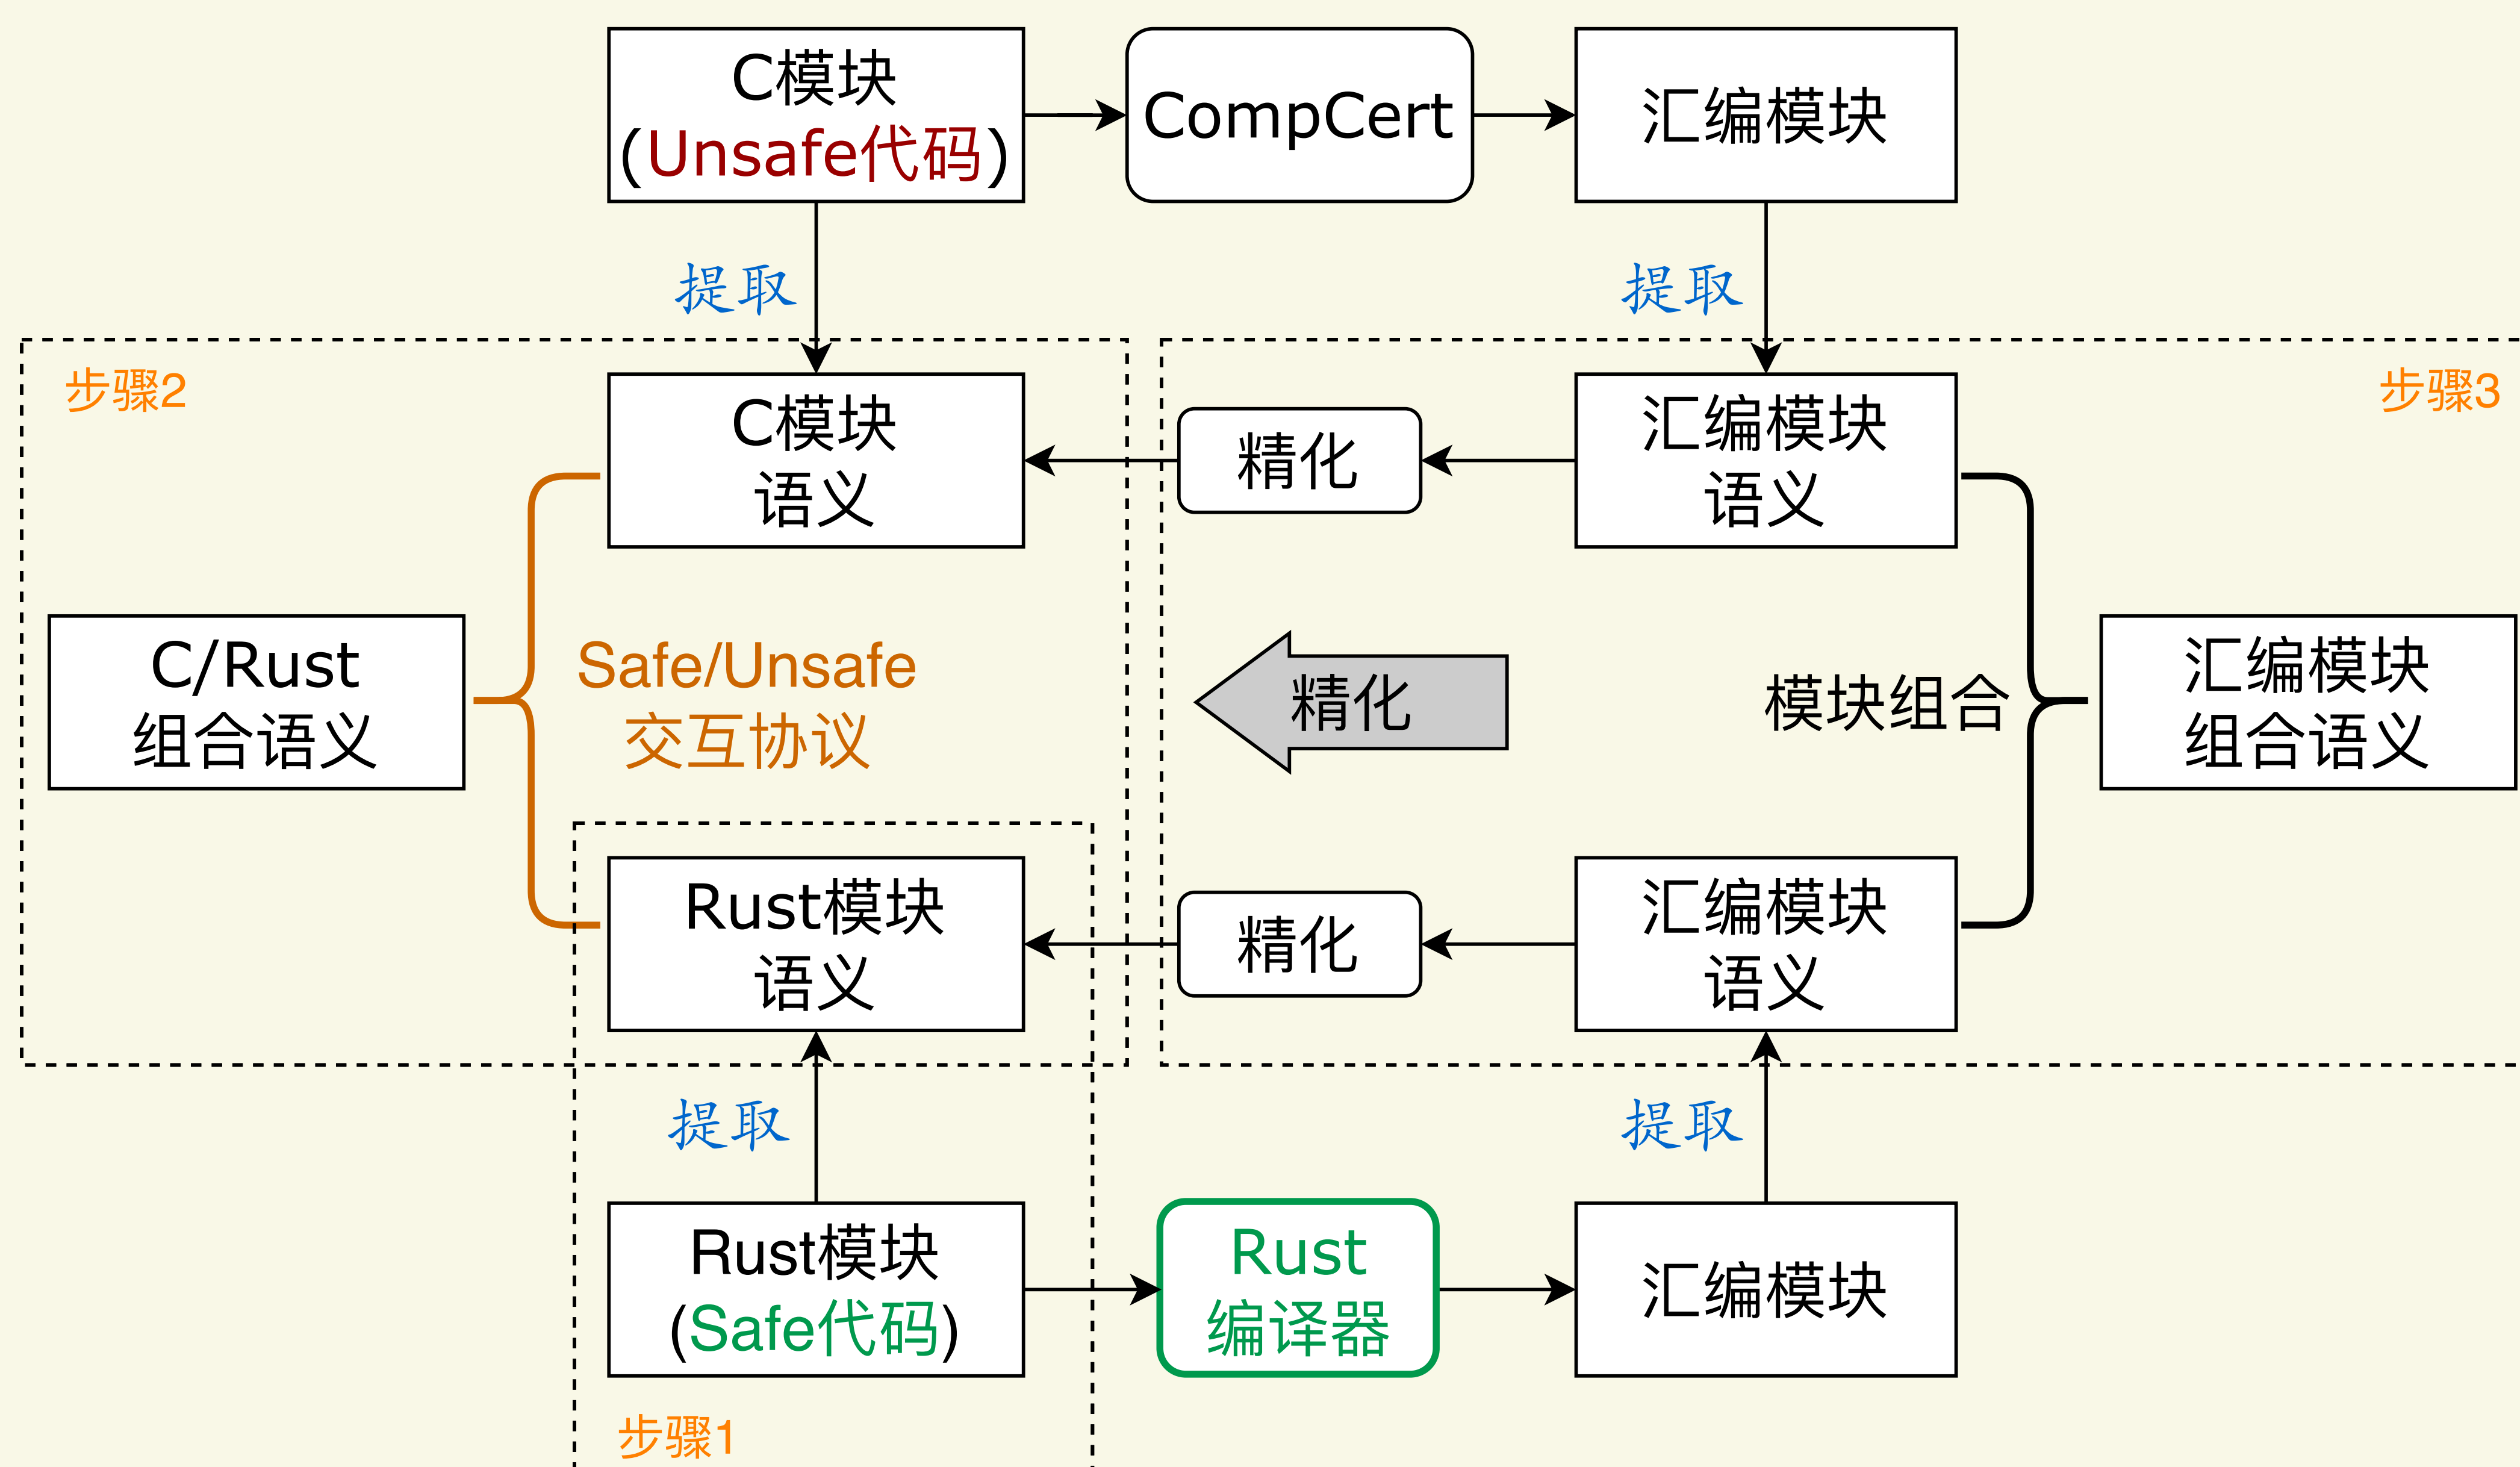 C模块
(Unsafe代码)
CompCert
汇编模块
提取
提取
步骤2
步骤3
C模块
语义
精化
汇编模块
语义
C/Rust
组合语义
Safe/Unsafe
交互协议
精化
模块组合
汇编模块
组合语义
Rust模块
语义
精化
汇编模块
语义
提取
提取
Rust模块
(Safe代码)
Rust
编译器
汇编模块
步骤1